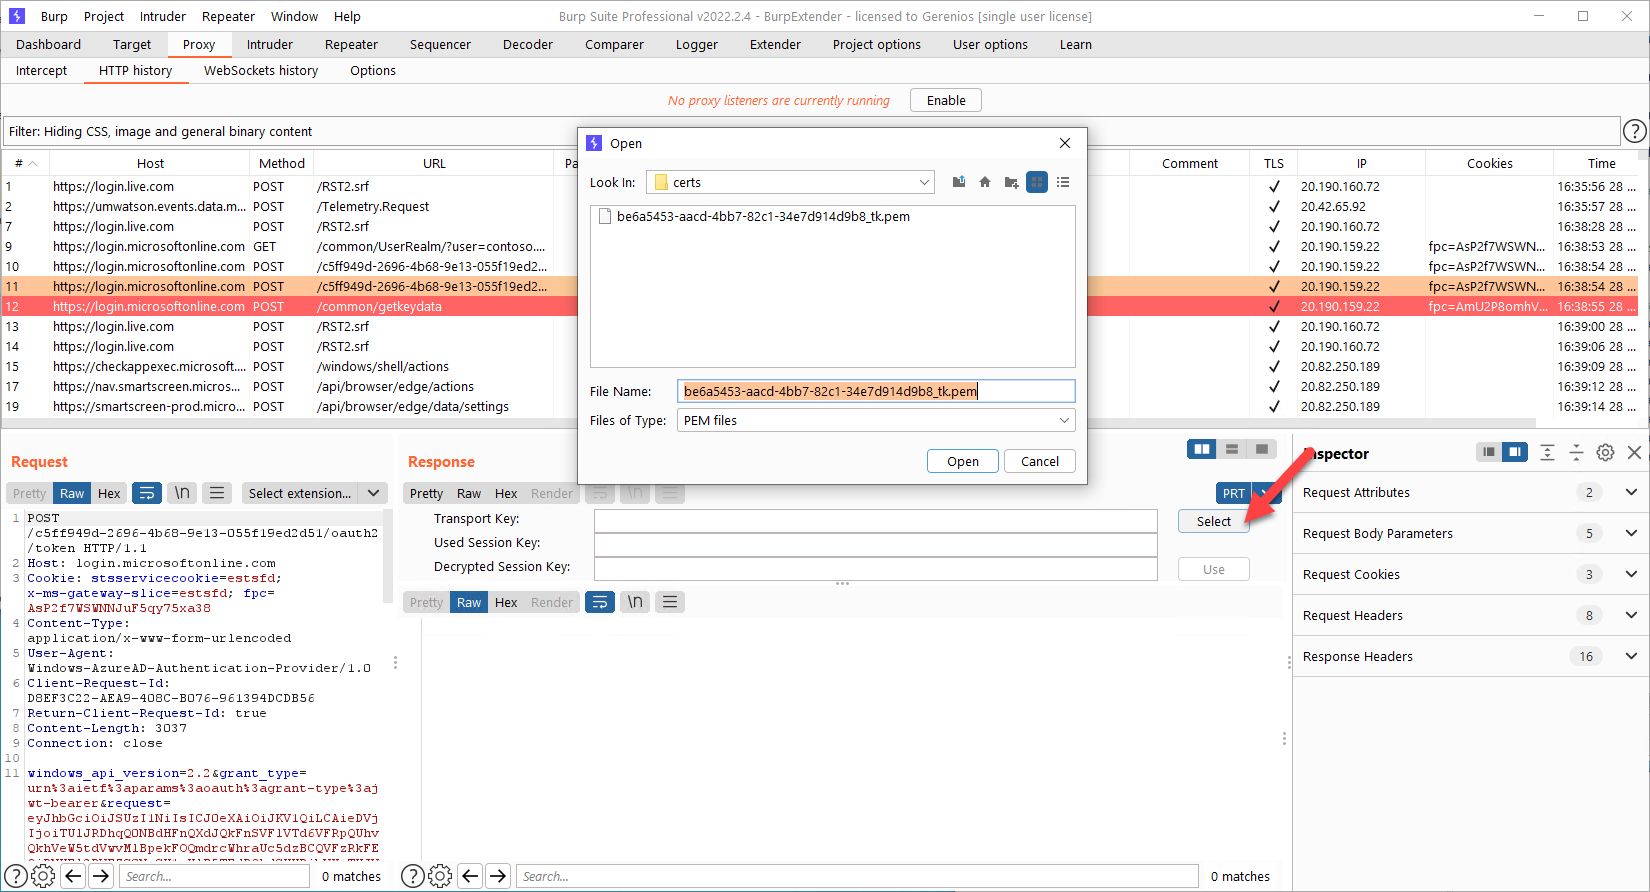 Burp Project Intruder Repeater Window Help Burp Suite Professional v2022.2.4 - BurpExtender - licensed to Gerenios [single user license]
Dashboard Target Proxy Intruder Repeater Sequencer Decoder Comparer Logger Extender Project options User options Learn
Intercept HTTP history WebSockets history Options
No proxy listeners are currently running Enable
Filter: Hiding CSS, image and general binary content ?
# Host Method URL Pa Comment TLS IP Cookies Time
1 https://login.live.com POST /RST2.srf ✓ 20.190.160.72 16:35:56 28 ...
2 https://umwatson.events.data.m... POST /Telemetry.Request ✓ 20.42.65.92 16:35:57 28 ...
7 https://login.live.com POST /RST2.srf ✓ 20.190.160.72 16:38:28 28 ...
9 https://login.microsoftonline.com GET /common/UserRealm/?user=contoso.... ✓ 20.190.159.22 fpc=AsP2f7WSWN... 16:38:53 28 ...
10 https://login.microsoftonline.com POST /c5ff949d-2696-4b68-9e13-055f19ed2... ✓ 20.190.159.22 fpc=AsP2f7WSWN... 16:38:54 28 ...
11 https://login.microsoftonline.com POST /c5ff949d-2696-4b68-9e13-055f19ed2... ✓ 20.190.159.22 fpc=AsP2f7WSWN... 16:38:54 28 ...
12 https://login.microsoftonline.com POST /common/getkeydata ✓ 20.190.159.22 fpc=AmU2P8omhV... 16:38:55 28 ...
13 https://login.live.com POST /RST2.srf ✓ 20.190.160.72 16:39:00 28 ...
14 https://login.live.com POST /RST2.srf ✓ 20.190.160.72 16:39:06 28 ...
15 https://checkappexec.microsoft.... POST /windows/shell/actions ✓ 20.82.250.189 16:39:09 28 ...
17 https://nav.smartscreen.micros... POST /api/browser/edge/actions ✓ 20.82.250.189 16:39:12 28 ...
19 https://smartscreen-prod.micro... POST /api/browser/edge/data/settings ✓ 20.82.250.189 16:39:14 28 ...
Open
Look In: certs
be6a5453-aacd-4bb7-82c1-34e7d914d9b8_tk.pem
File Name: be6a5453-aacd-4bb7-82c1-34e7d914d9b8_tk.pem
Files of Type: PEM files
Open Cancel
Request
Pretty Raw Hex \n Select extension...
1 POST
/c5ff949d-2696-4b68-9e13-055f19ed2d51/oauth2
/token HTTP/1.1
2 Host: login.microsoftonline.com
3 Cookie: stsservicecookie=estsfd;
x-ms-gateway-slice=estsfd; fpc=
AsP2f7WSWNNJuF5qy75xa38
4 Content-Type:
application/x-www-form-urlencoded
5 User-Agent:
Windows-AzureAD-Authentication-Provider/1.0
6 Client-Request-Id:
D8EF3C22-AEA9-408C-B076-961394DCDB56
7 Return-Client-Request-Id: true
8 Content-Length: 3037
9 Connection: close
10
11 windows_api_version=2.2&grant_type=
urn%3aietf%3aparams%3aoauth%3agrant-type%3aj
wt-bearer&request=
eyJhbGciOiJSUzI1NiIsICJ0eXAiOiJKV1QiLCAieDVj
IjoiTUlJRDhqQ0NBdHFnQXdJQkFnSVFlVTd6VFRpQUhv
QkhVeW5tdVwvMlBpekFOQmdrcWhraUc5dzBCQVFzRkFE
? Search... 0 matches
Response
Pretty Raw Hex Render \n PRT
Transport Key: Select
Used Session Key:
Decrypted Session Key: Use
Pretty Raw Hex Render \n
? Search... 0 matches
Inspector
Request Attributes 2
Request Body Parameters 5
Request Cookies 3
Request Headers 8
Response Headers 16